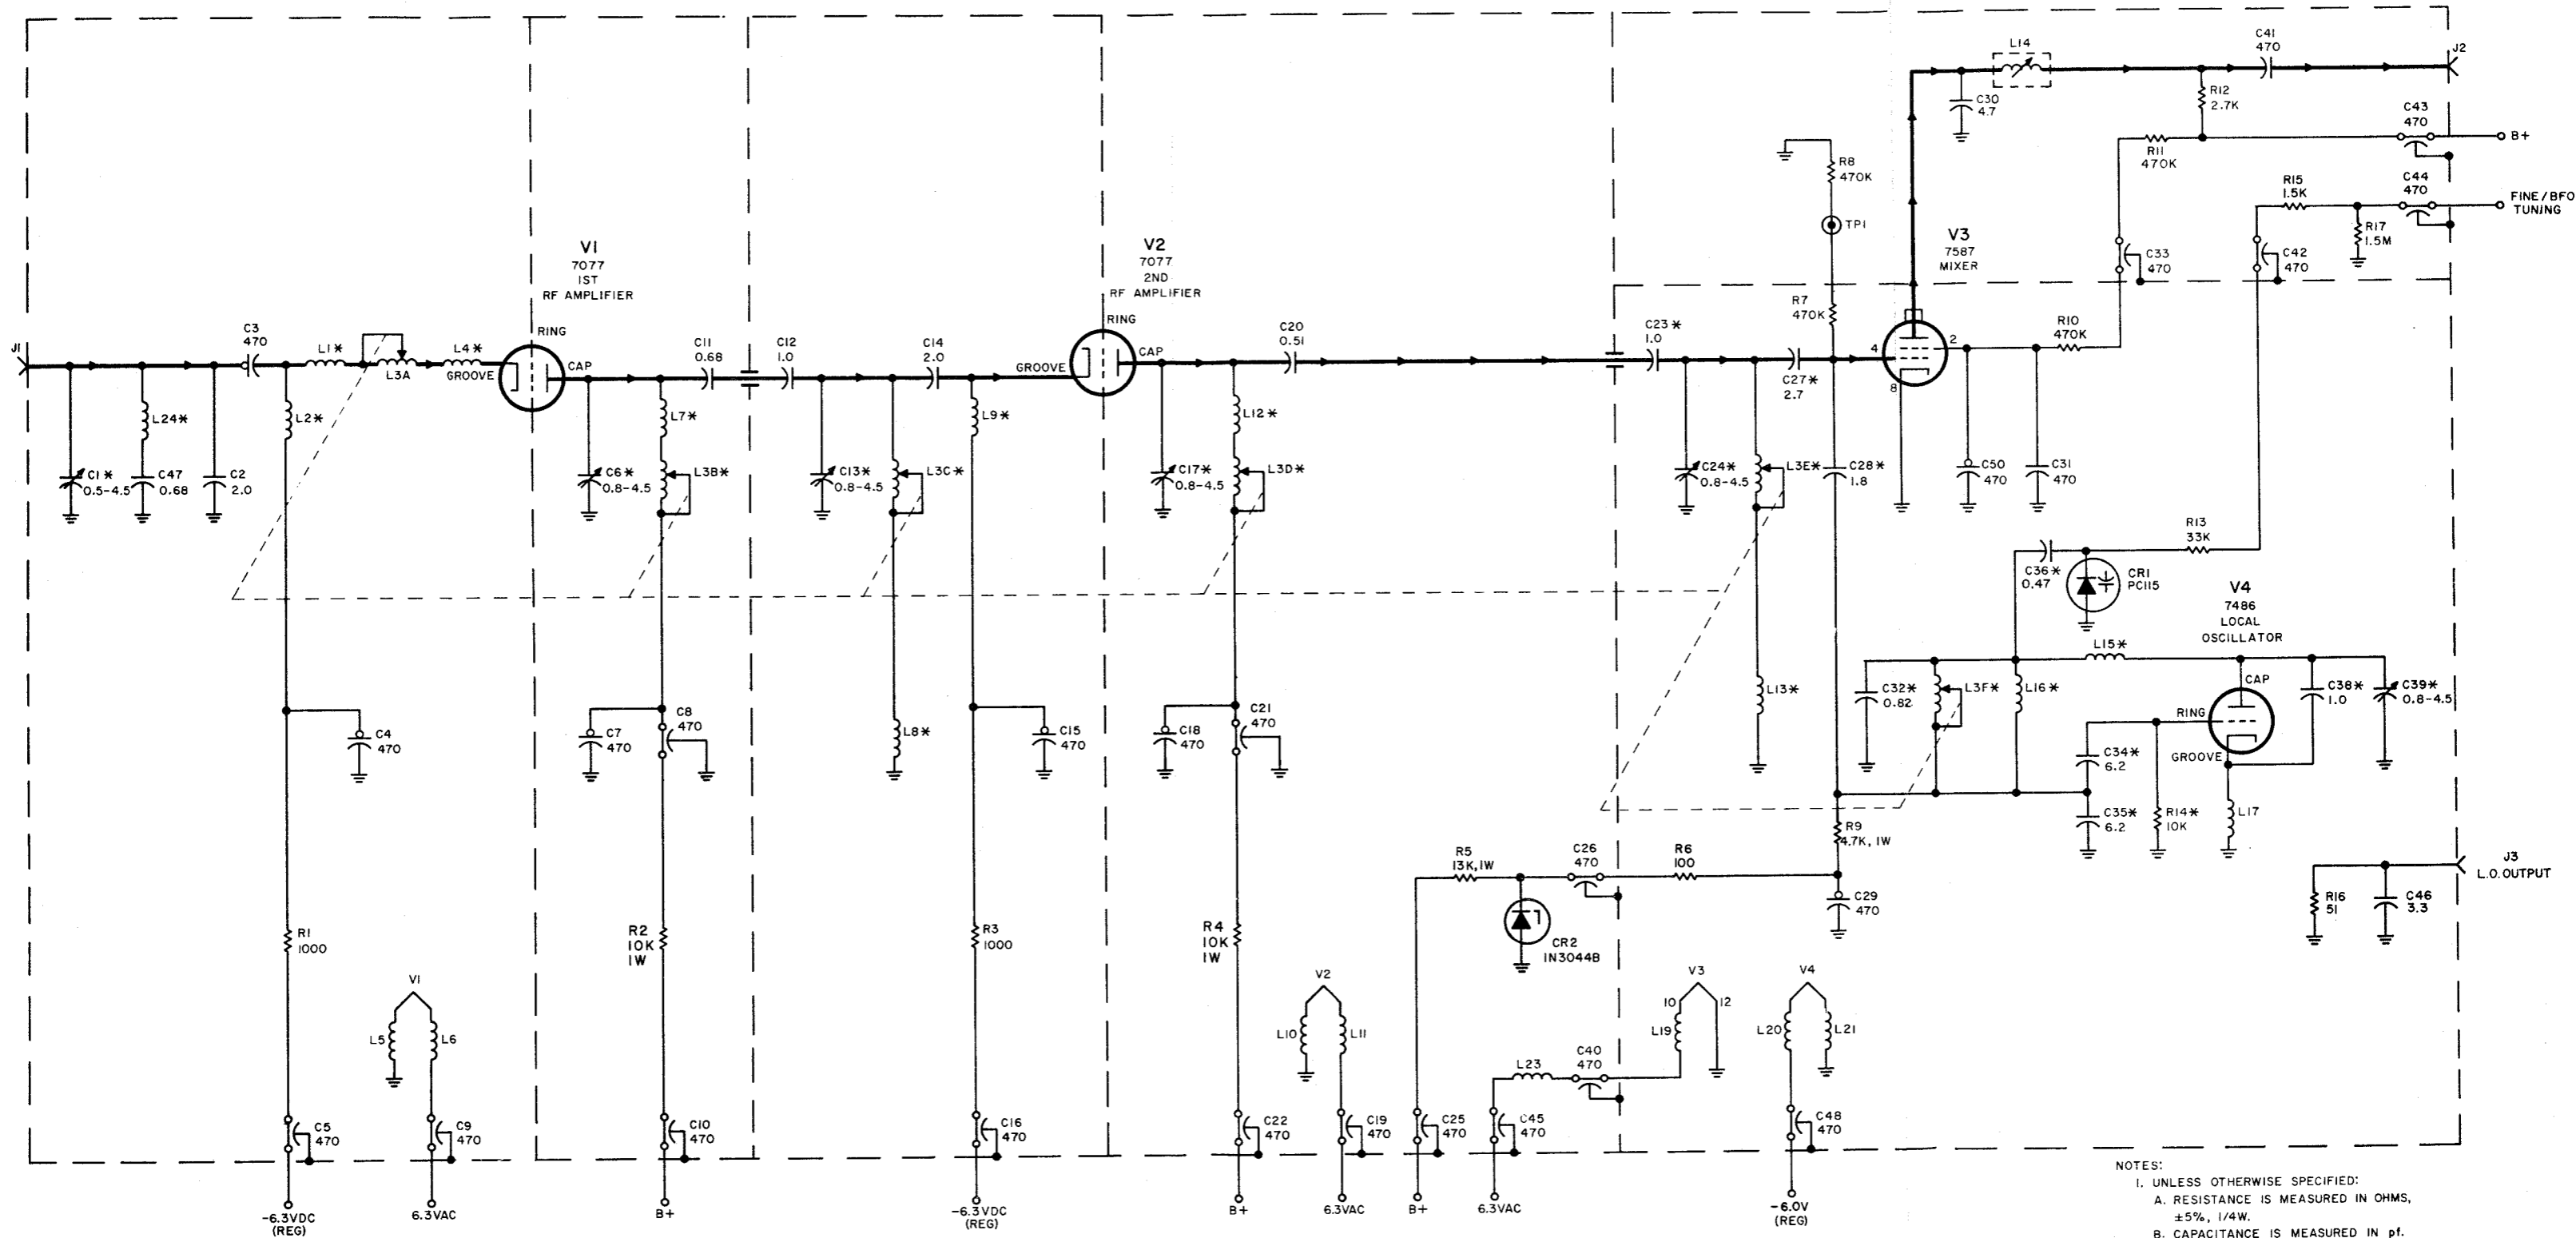 L14
C41
470
J2
C30
4.7
R12
2.7K
C43
470
B+
R11
470K
R8
470K
C44
470
R15
1.5K
FINE/BFO
TUNING
R17
1.5M
TP1
V1
7077
1ST
RF AMPLIFIER
V2
7077
2ND
RF AMPLIFIER
V3
7587
MIXER
C33
470
C42
470
J1
C3
470
L1*
L3A
L4*
GROOVE
RING
CAP
C11
0.68
C12
1.0
C14
2.0
GROOVE
RING
CAP
C20
0.51
C23*
1.0
R7
470K
C27*
2.7
4
2
8
R10
470K
L24*
L2*
L7*
L9*
L12*
C1*
0.5-4.5
C47
0.68
C2
2.0
C6*
0.8-4.5
L3B*
C13*
0.8-4.5
L3C*
C17*
0.8-4.5
L3D*
C24*
0.8-4.5
L3E*
C28*
1.8
C50
470
C31
470
R13
33K
C36*
0.47
CR1
PC115
V4
7486
LOCAL
OSCILLATOR
L15*
CAP
C32*
0.82
L3F*
L16*
RING
GROOVE
C38*
1.0
C39*
0.8-4.5
L13*
C4
470
C7
470
C8
470
L8*
C15
470
C18
470
C21
470
C34*
6.2
C35*
6.2
R14*
10K
L17
R9
4.7K, 1W
R5
13K, 1W
C26
470
R6
100
C29
470
CR2
1N3044B
J3
L.O. OUTPUT
R16
51
C46
3.3
R1
1000
R2
10K
1W
R3
1000
R4
10K
1W
V1
L5
L6
V2
L10
L11
V3
10
12
L19
V4
L20
L21
L23
C40
470
C5
470
C9
470
C10
470
C16
470
C22
470
C19
470
C25
470
C45
470
C48
470
-6.3VDC
(REG)
6.3VAC
B+
-6.3VDC
(REG)
B+
6.3VAC
B+
6.3VAC
-6.0V
(REG)
NOTES:
1. UNLESS OTHERWISE SPECIFIED:
A. RESISTANCE IS MEASURED IN OHMS,
±5%, 1/4W.
B. CAPACITANCE IS MEASURED IN pf.